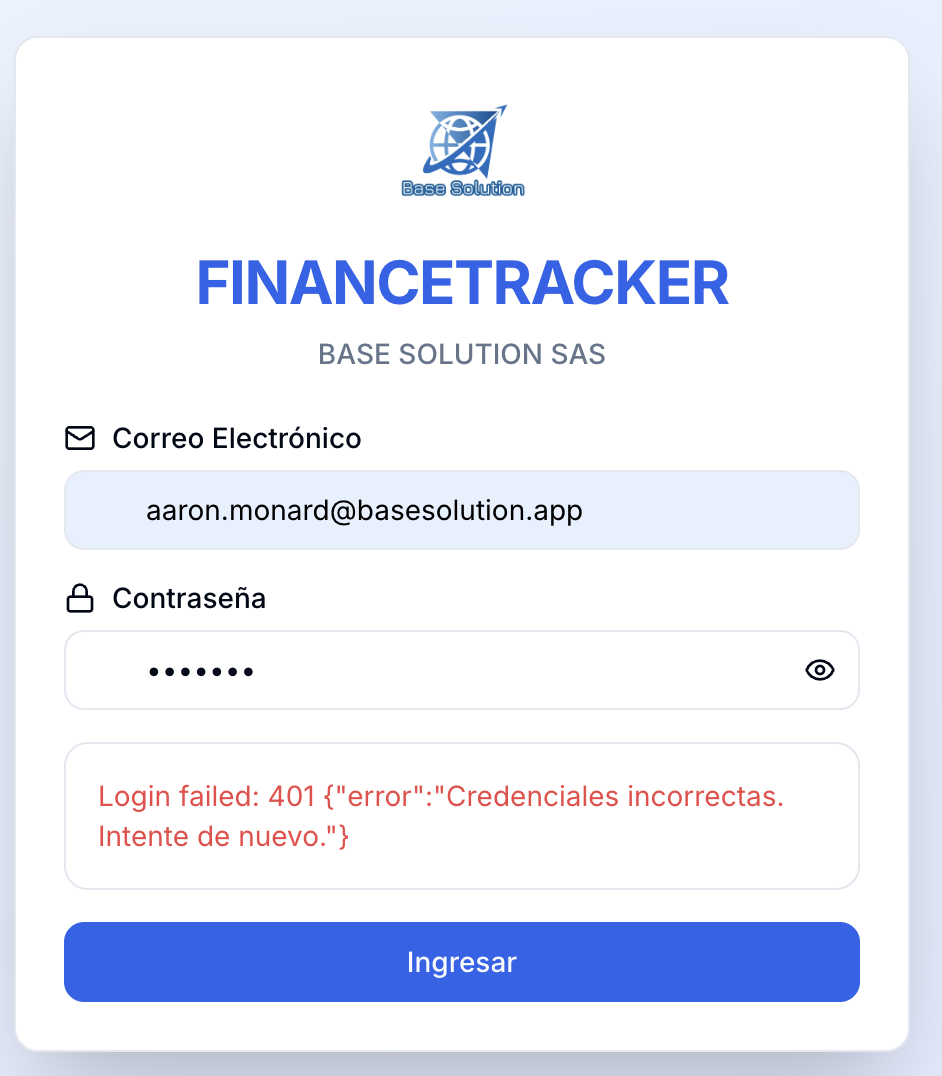 Base Solution
FINANCETRACKER
BASE SOLUTION SAS
Correo Electrónico
aaron.monard@basesolution.app
Contraseña
•••••••
Login failed: 401 {"error":"Credenciales incorrectas.
Intente de nuevo."}
Ingresar